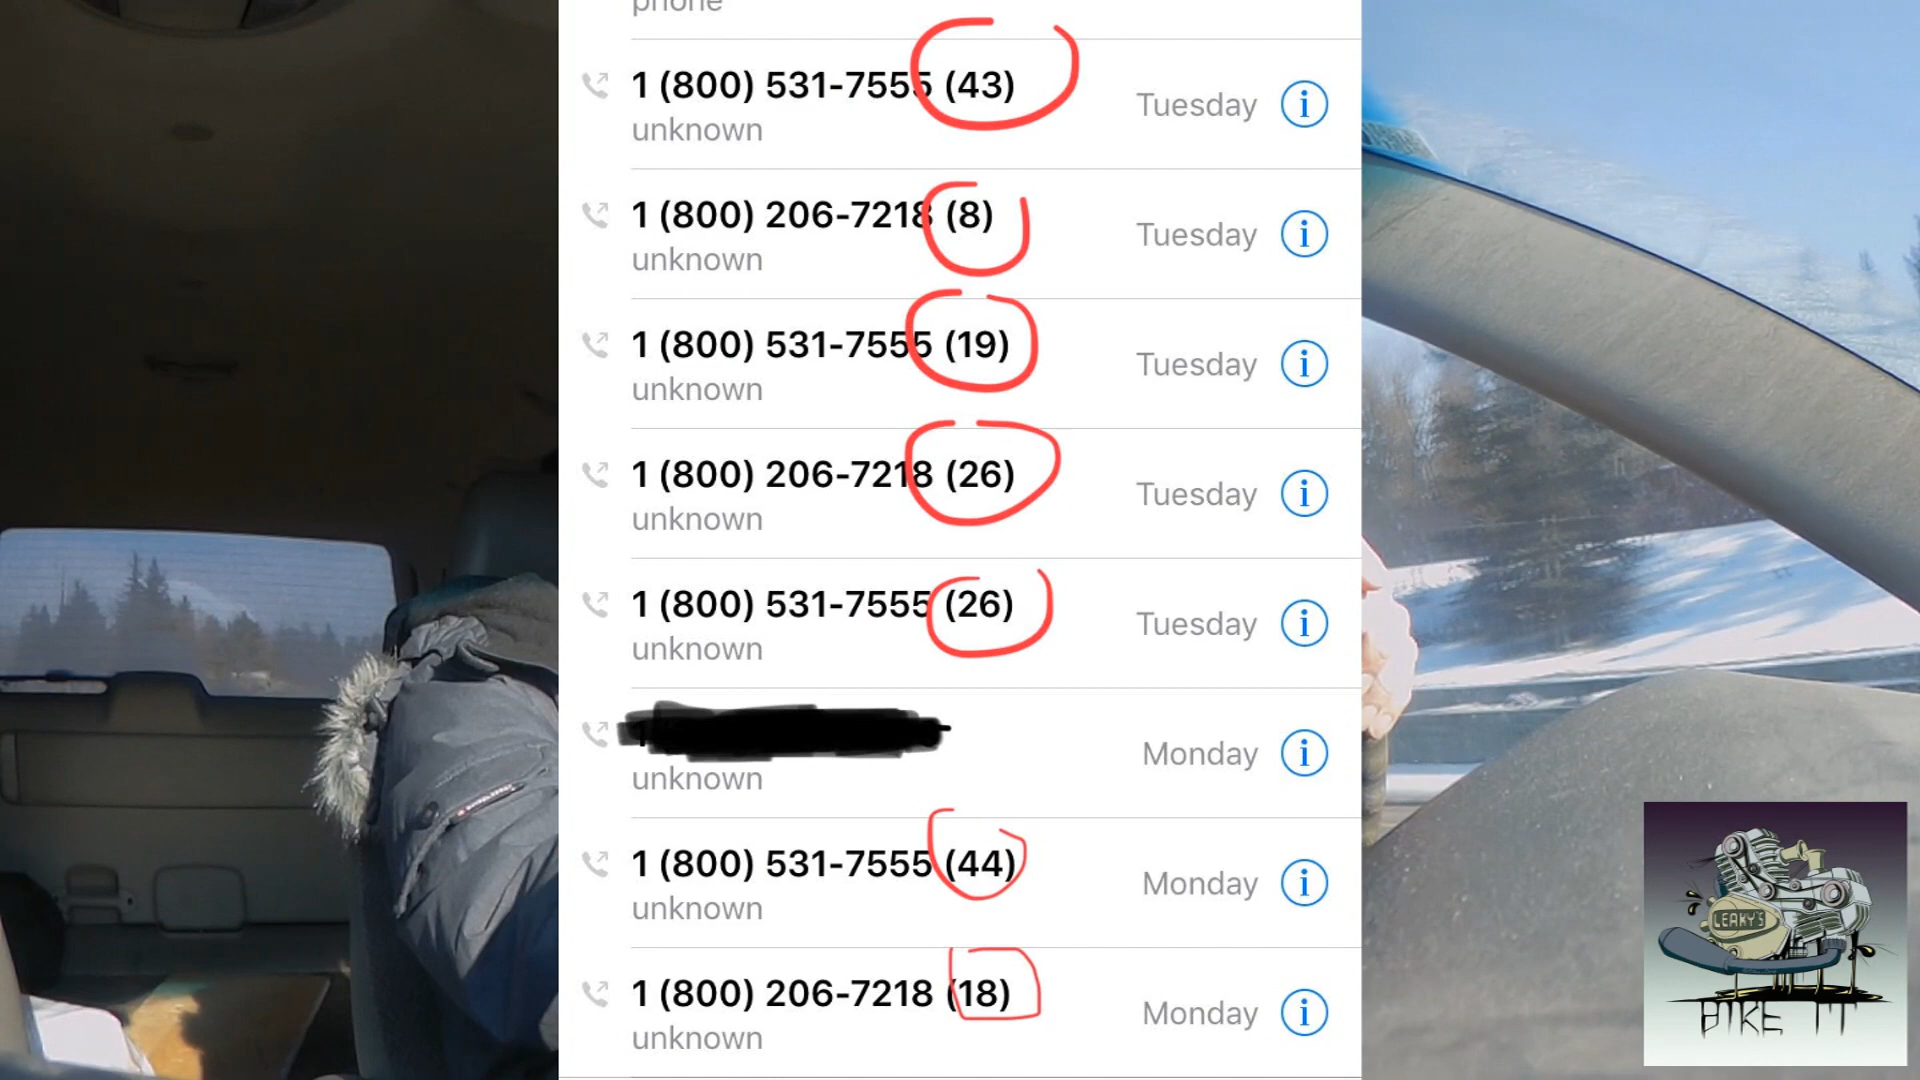 phone
1 (800) 531-7555 (43)
Tuesday
unknown
1 (800) 206-7218 (8)
Tuesday
unknown
1 (800) 531-7555 (19)
Tuesday
unknown
1 (800) 206-7218 (26)
Tuesday
unknown
1 (800) 531-7555 (26)
Tuesday
unknown
Monday
unknown
1 (800) 531-7555 (44)
Monday
unknown
1 (800) 206-7218 (18)
Monday
unknown
LEAKY'S
BIKE IT